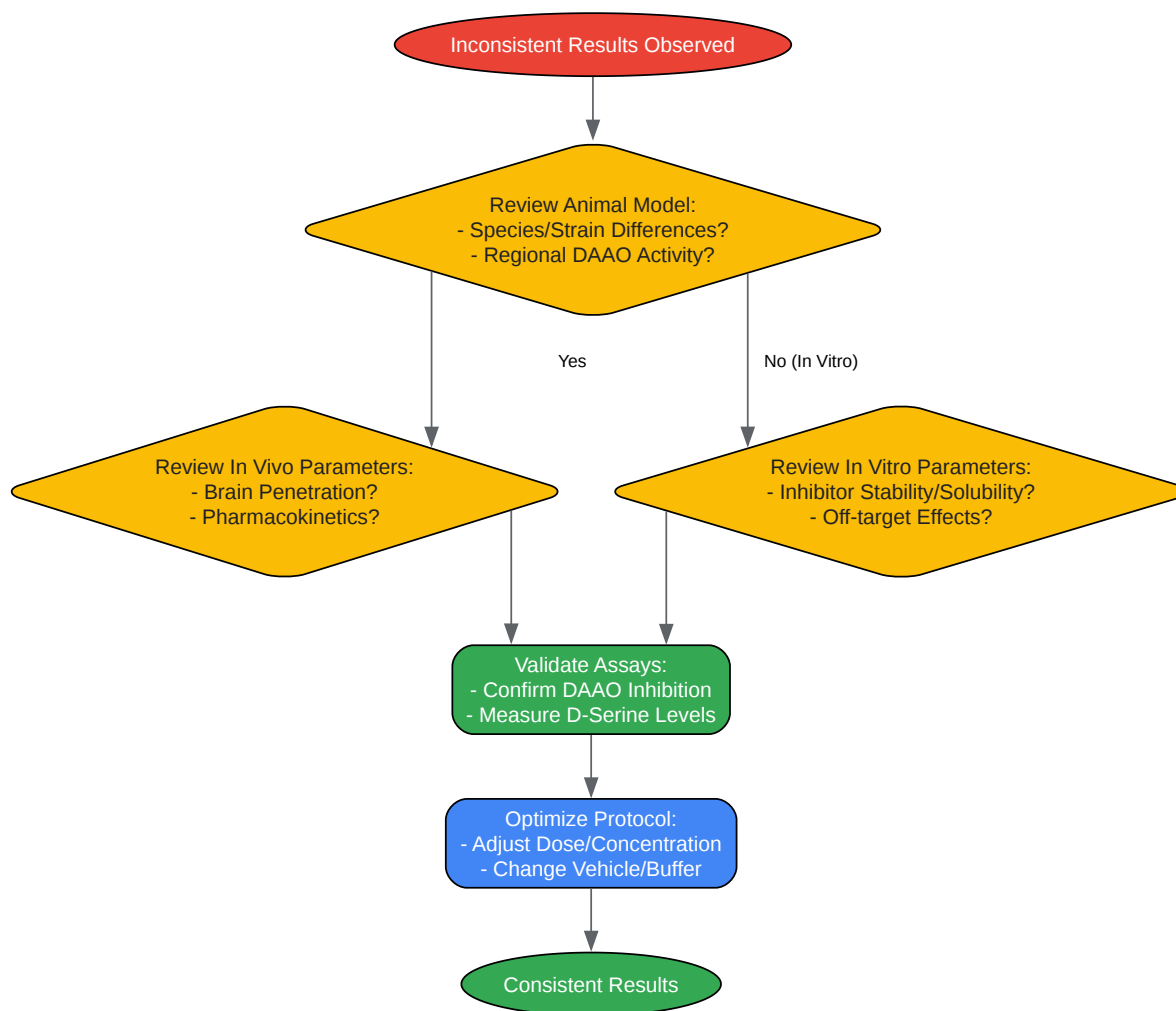 Inconsistent Results Observed
Review Animal Model:
- Species/Strain Differences?
- Regional DAAO Activity?
Yes
No (In Vitro)
Review In Vivo Parameters:
- Brain Penetration?
- Pharmacokinetics?
Review In Vitro Parameters:
- Inhibitor Stability/Solubility?
- Off-target Effects?
Validate Assays:
- Confirm DAAO Inhibition
- Measure D-Serine Levels
Optimize Protocol:
- Adjust Dose/Concentration
- Change Vehicle/Buffer
Consistent Results